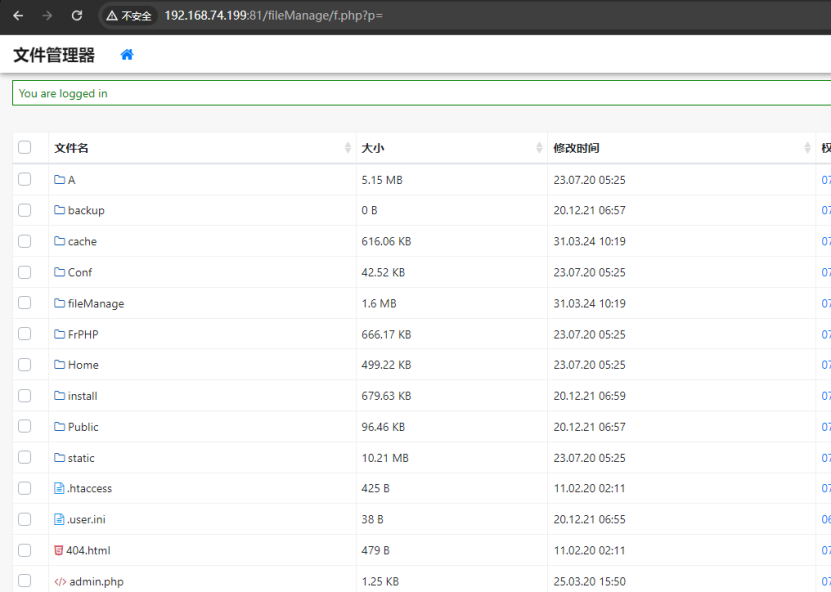 不安全 192.168.74.199:81/fileManage/f.php?p=
文件管理器
You are logged in
文件名 大小 修改时间
A 5.15 MB 23.07.20 05:25 07
backup 0 B 20.12.21 06:57 07
cache 616.06 KB 31.03.24 10:19 07
Conf 42.52 KB 23.07.20 05:25 07
fileManage 1.6 MB 31.03.24 10:19 07
FrPHP 666.17 KB 23.07.20 05:25 07
Home 499.22 KB 23.07.20 05:25 07
install 679.63 KB 20.12.21 06:59 07
Public 96.46 KB 20.12.21 06:57 07
static 10.21 MB 23.07.20 05:25 07
.htaccess 425 B 11.02.20 02:11 07
.user.ini 38 B 20.12.21 06:55 06
404.html 479 B 11.02.20 02:11 07
admin.php 1.25 KB 25.03.20 15:50 07